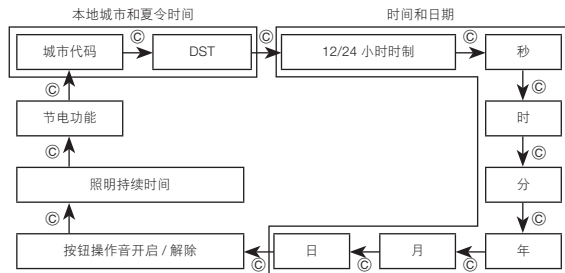 本地城市和夏令时间
时间和日期
城市代码
Ⓒ
DST
Ⓒ
12/24 小时时制
Ⓒ
秒
Ⓒ
Ⓒ
节电功能
时
Ⓒ
Ⓒ
照明持续时间
分
Ⓒ
Ⓒ
按钮操作音开启 / 解除
Ⓒ
日
Ⓒ
月
Ⓒ
年